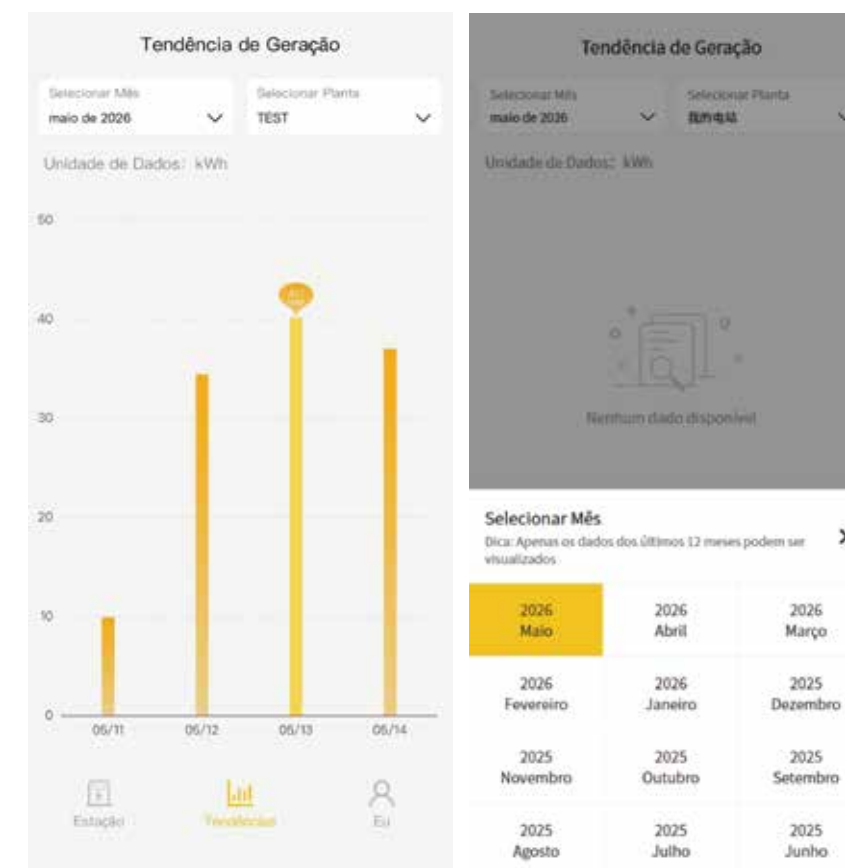 Tendência de Geração
Selecionar Mês
Selecionar Planta
maio de 2026
TEST
Unidade de Dados: kWh
50
40
30
20
10
0
05/11
05/12
05/13
05/14
Estação
Tendências
Eu
Tendência de Geração
Selecionar Mês
Selecionar Planta
maio de 2026
我的电站
Unidade de Dados: kWh
Nenhum dado disponível
Selecionar Mês
Dica: Apenas os dados dos últimos 12 meses podem ser
visualizados
2026
Maio
2026
Abril
2026
Março
2026
Fevereiro
2026
Janeiro
2025
Dezembro
2025
Novembro
2025
Outubro
2025
Setembro
2025
Agosto
2025
Julho
2025
Junho